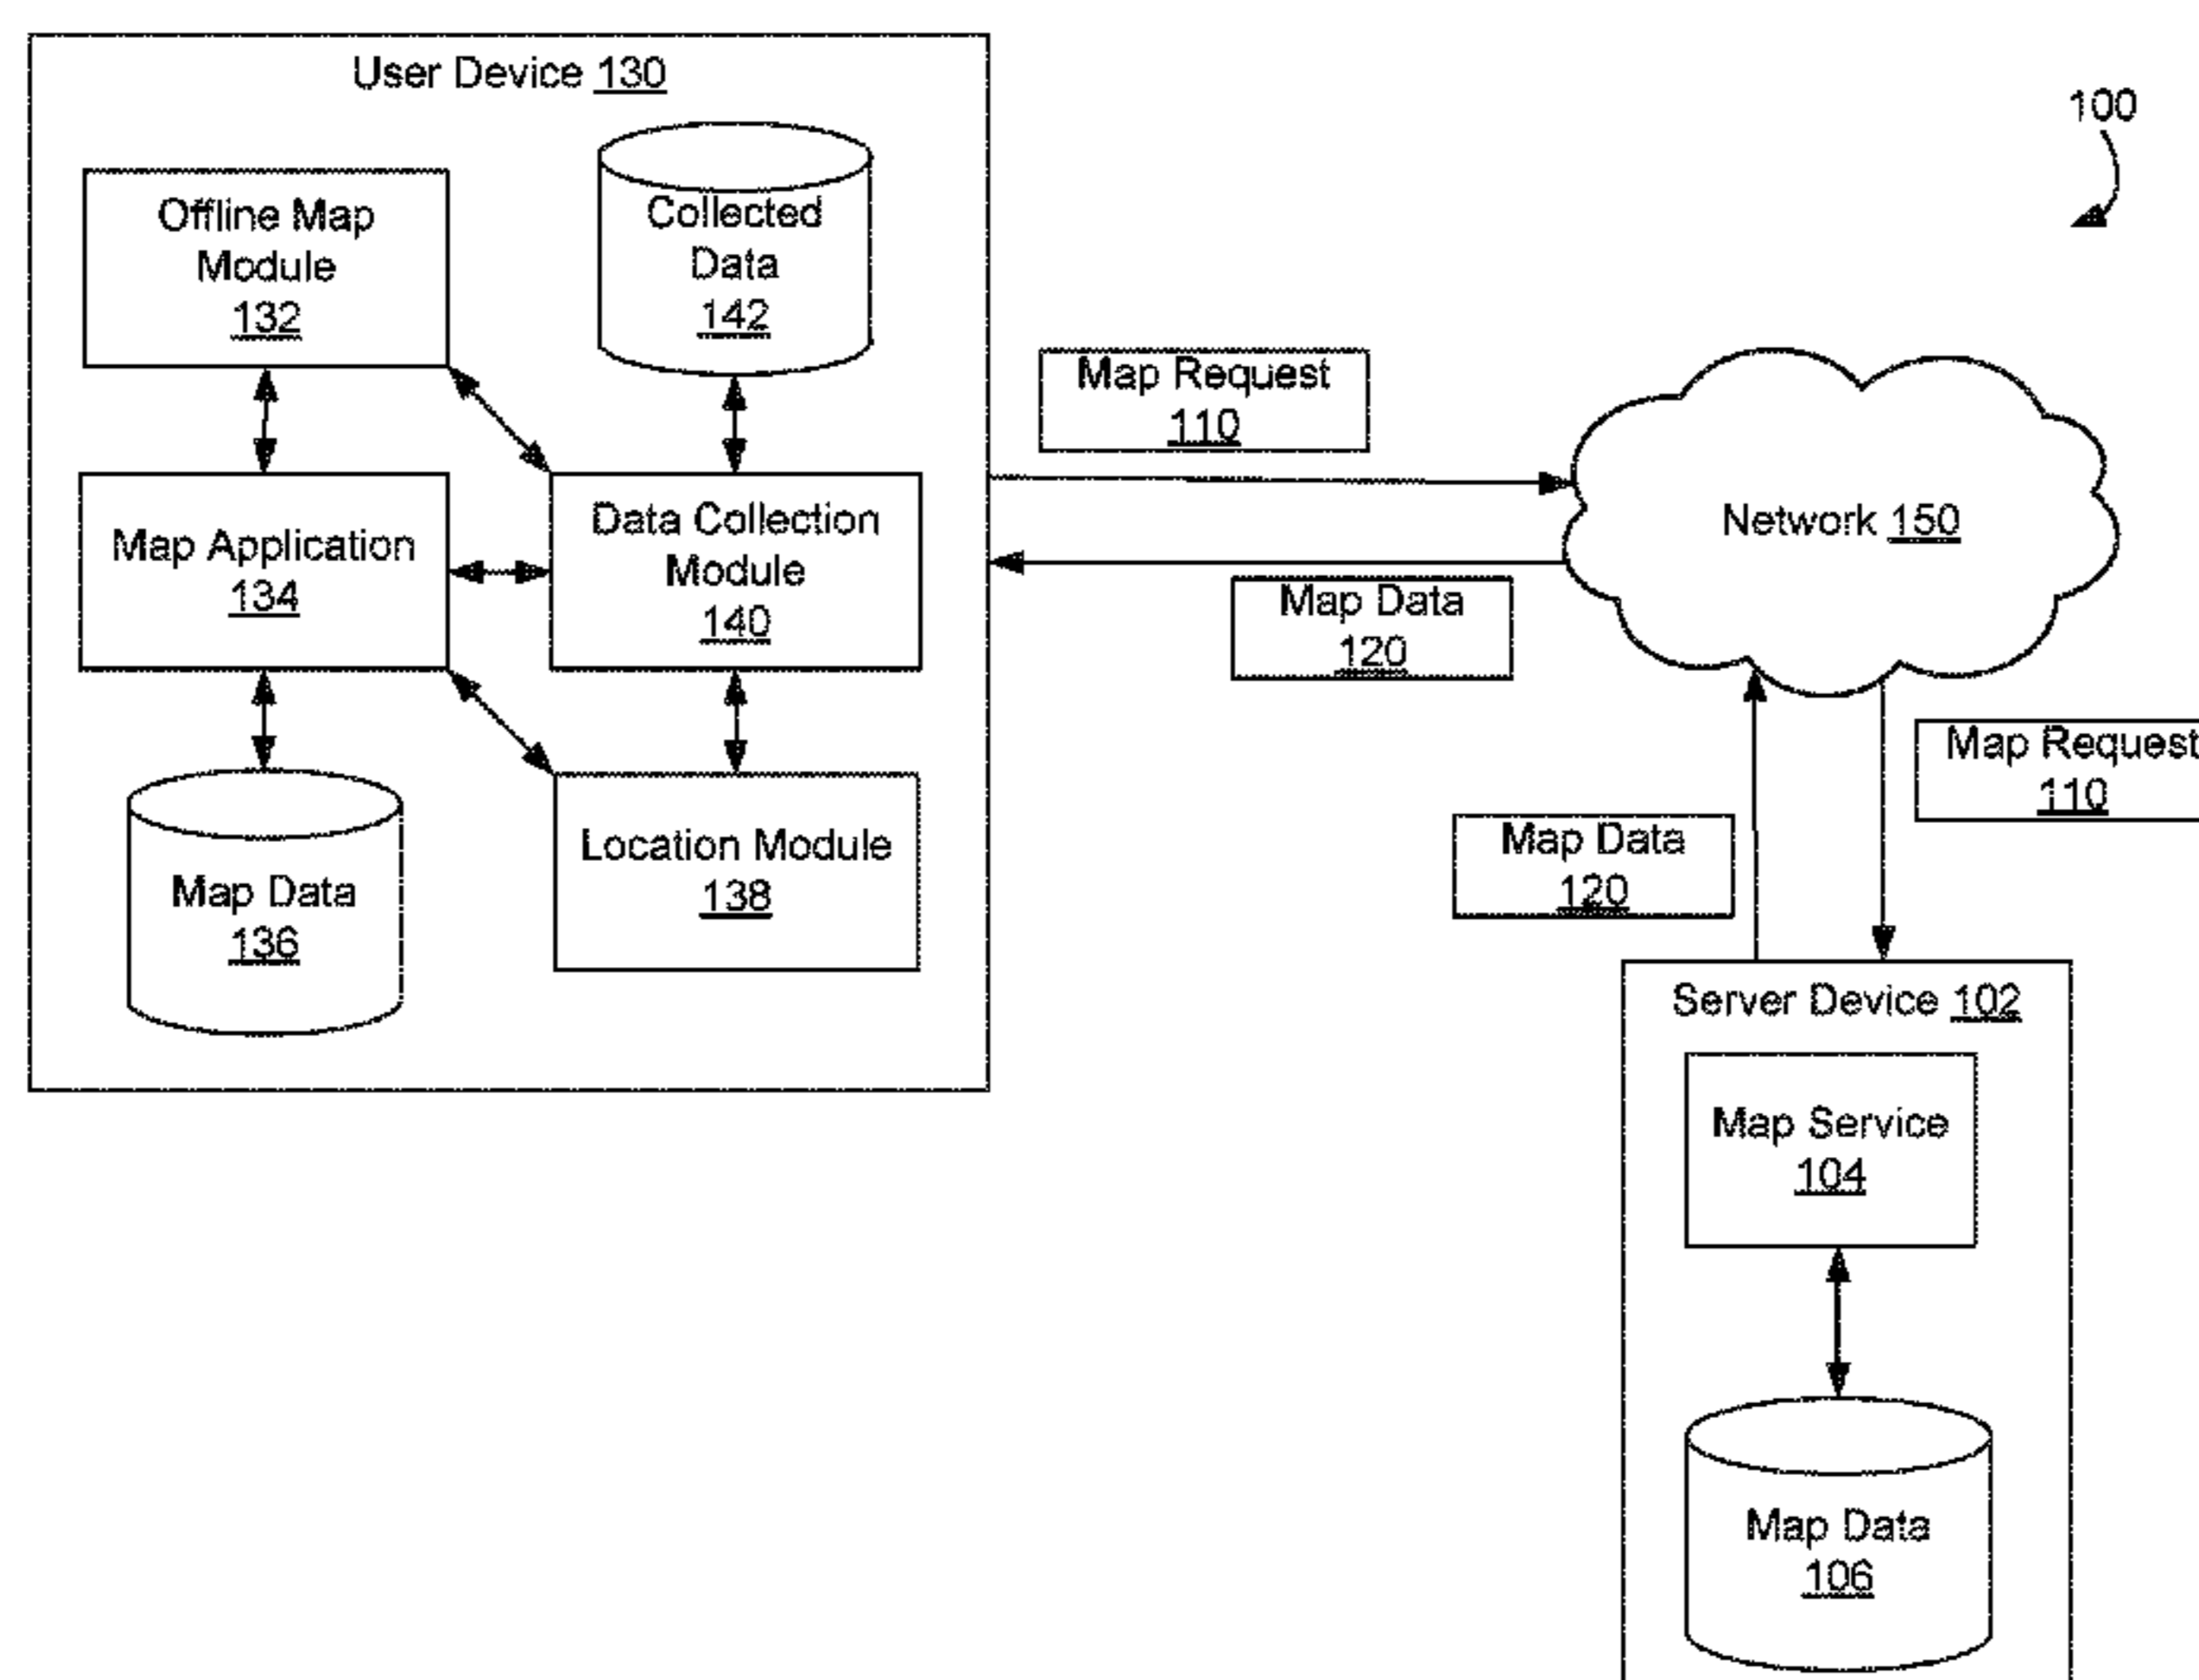 User Device 130
100
Offline Map
Module
132
Collected
Data
142
Map Request
110
Map Application
134
Data Collection
Module
140
Network 150
Map Data
120
Map Request
110
Map Data
136
Location Module
138
Map Data
120
Server Device 102
Map Service
104
Map Data
106